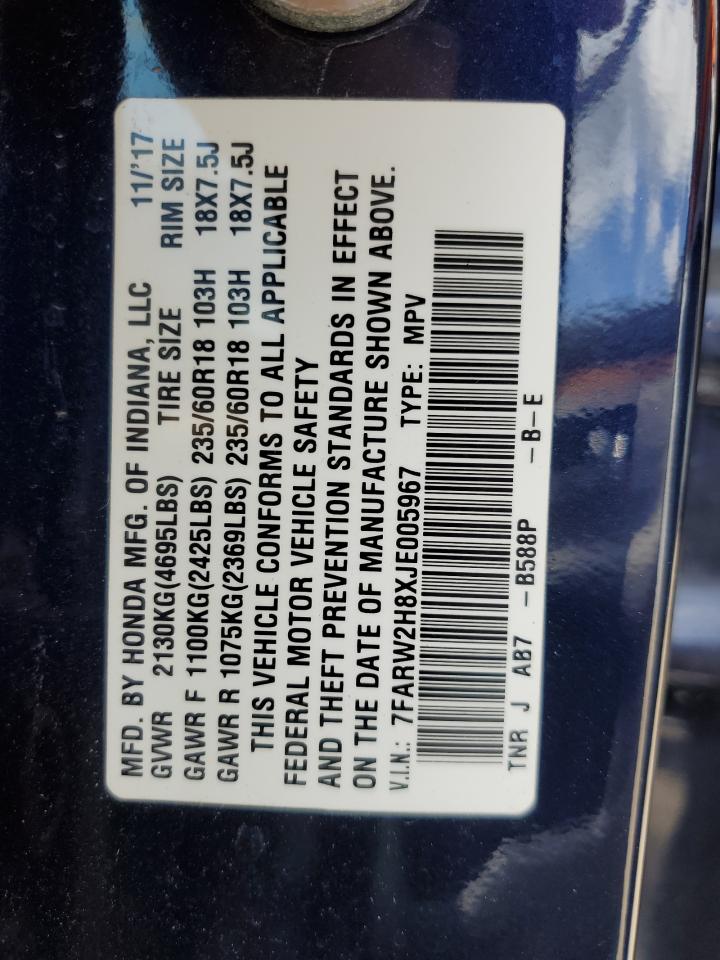 MFD. BY HONDA MFG. OF INDIANA, LLC 11/'17
GVWR 2130KG(4695LBS) TIRE SIZE RIM SIZE
GAWR F 1100KG(2425LBS) 235/60R18 103H 18X7.5J
GAWR R 1075KG(2369LBS) 235/60R18 103H 18X7.5J
THIS VEHICLE CONFORMS TO ALL APPLICABLE
FEDERAL MOTOR VEHICLE SAFETY
AND THEFT PREVENTION STANDARDS IN EFFECT
ON THE DATE OF MANUFACTURE SHOWN ABOVE.
V.I.N.: 7FARW2H8XJE005967 TYPE: MPV
TNR J AB7 -B588P -B-E